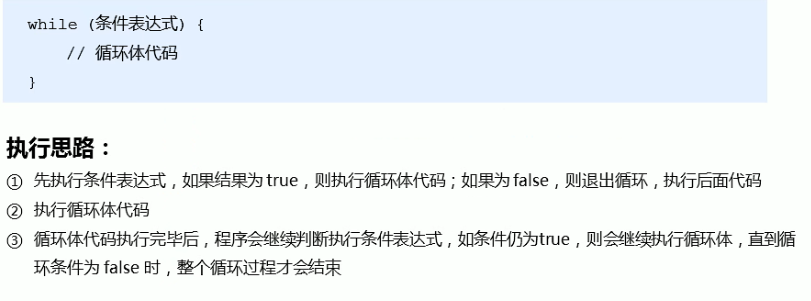 while (条件表达式) {
// 循环体代码
}
执行思路：
① 先执行条件表达式，如果结果为 true，则执行循环体代码；如果为 false，则退出循环，执行后面代码
② 执行循环体代码
③ 循环体代码执行完毕后，程序会继续判断执行条件表达式，如条件仍为true，则会继续执行循环体，直到循
环条件为 false 时，整个循环过程才会结束